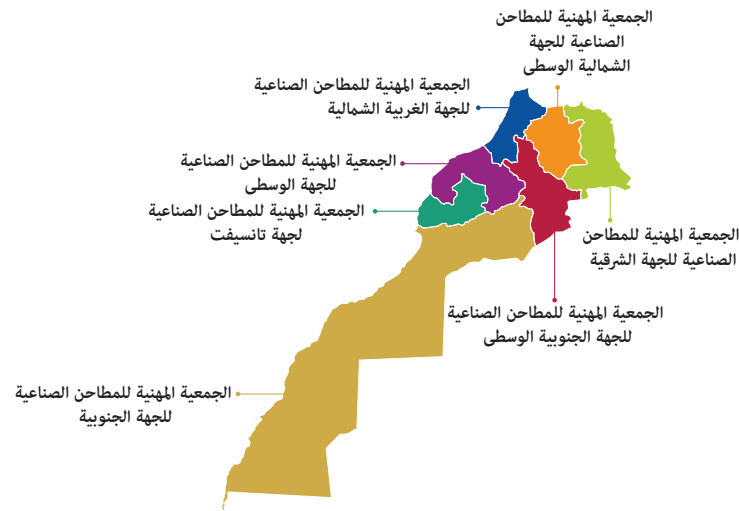 الجمعية المهنية للمطاحن
الصناعية للجهة
الشمالية الوسطى
الجمعية المهنية للمطاحن الصناعية
للجهة الغربية الشمالية
الجمعية المهنية للمطاحن الصناعية
للجهة الوسطى
الجمعية المهنية للمطاحن الصناعية
لجهة تانسيفت
الجمعية المهنية للمطاحن
الصناعية للجهة الشرقية
الجمعية المهنية للمطاحن الصناعية
للجهة الجنوبية الوسطى
الجمعية المهنية للمطاحن الصناعية
للجهة الجنوبية